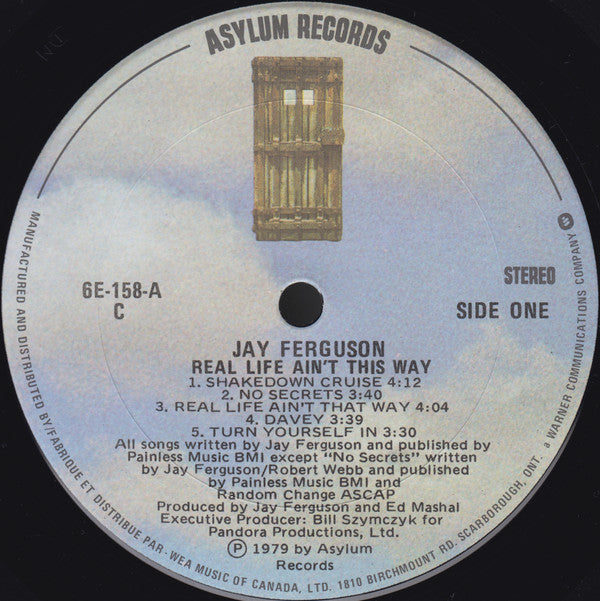 ASYLUM RECORDS
6E-158-A
C
STEREO
SIDE ONE
JAY FERGUSON
REAL LIFE AIN'T THIS WAY
1. SHAKEDOWN CRUISE 4:12
2. NO SECRETS 3:40
3. REAL LIFE AIN'T THAT WAY 4:04
4. DAVEY 3:39
5. TURN YOURSELF IN 3:30
All songs written by Jay Ferguson and published by
Painless Music BMI except "No Secrets" written
by Jay Ferguson/Robert Webb and published
by Painless Music BMI and
Random Change ASCAP
Produced by Jay Ferguson and Ed Mashal
Executive Producer: Bill Szymczyk for
Pandora Productions, Ltd.
Ⓟ 1979 by Asylum
Records
MANUFACTURED AND DISTRIBUTED BY/FABRIQUE ET DISTRIBUE PAR·WEA MUSIC OF CANADA, LTD. 1810 BIRCHMOUNT RD. SCARBOROUGH, ONT. a WARNER COMMUNICATIONS COMPANY